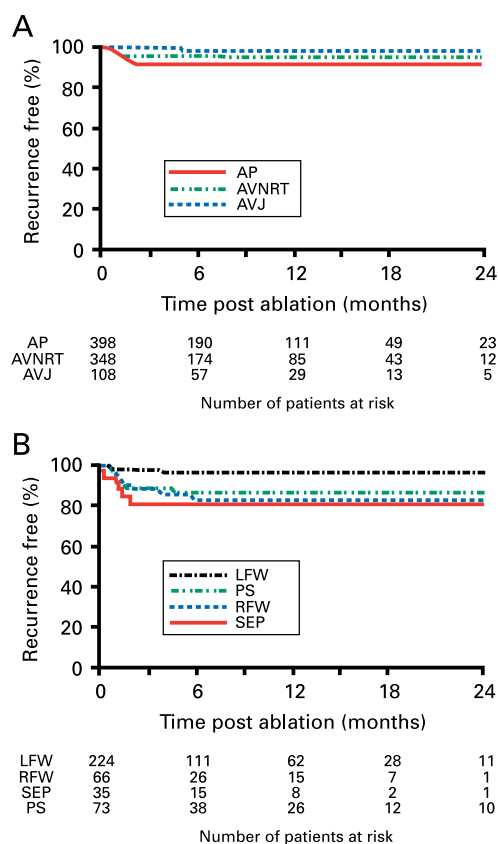 A
100
80
60
40
20
0
Recurrence free (%)
AP
AVNRT
AVJ
0 6 12 18 24
Time post ablation (months)
AP 398 190 111 49 23
AVNRT 348 174 85 43 12
AVJ 108 57 29 13 5
Number of patients at risk
B
100
80
60
40
20
0
Recurrence free (%)
LFW
PS
RFW
SEP
0 6 12 18 24
Time post ablation (months)
LFW 224 111 62 28 11
RFW 66 26 15 7 1
SEP 35 15 8 2 1
PS 73 38 26 12 10
Number of patients at risk